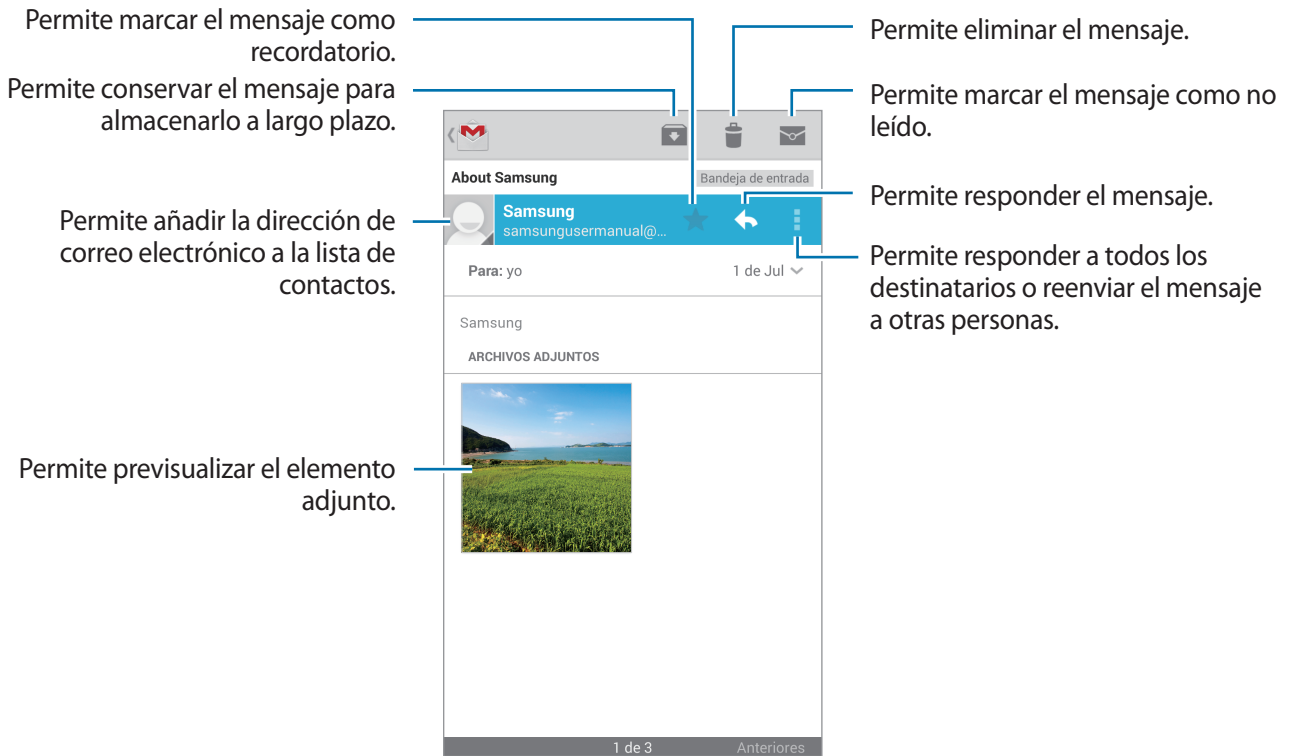 Permite marcar el mensaje como
recordatorio.
Permite conservar el mensaje para
almacenarlo a largo plazo.
Permite añadir la dirección de
correo electrónico a la lista de
contactos.
Permite previsualizar el elemento
adjunto.
About Samsung
Bandeja de entrada
Samsung
samsungusermanual@...
Para: yo
1 de Jul
Samsung
ARCHIVOS ADJUNTOS
1 de 3
Anteriores
Permite eliminar el mensaje.
Permite marcar el mensaje como no
leído.
Permite responder el mensaje.
Permite responder a todos los
destinatarios o reenviar el mensaje
a otras personas.